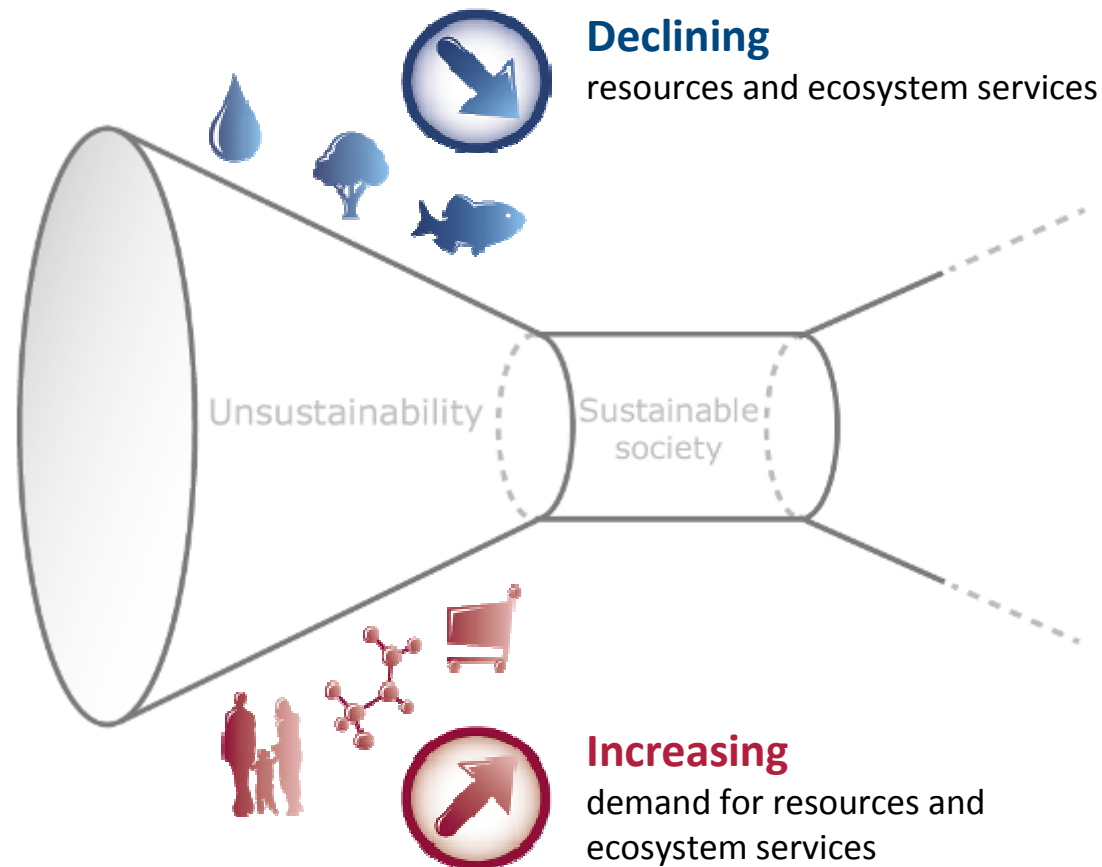 Declining
resources and ecosystem services
Unsustainability
Sustainable
society
Increasing
demand for resources and
ecosystem services